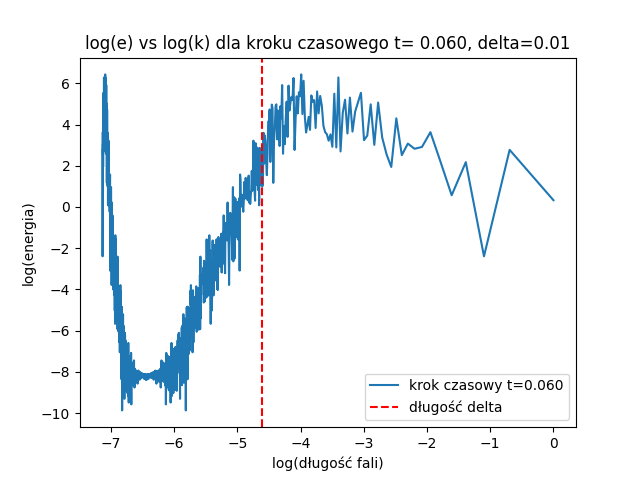 log(e) vs log(k) dla kroku czasowego t= 0.060, delta=0.01
log(energia)
6
4
2
0
−2
−4
−6
−8
−10
krok czasowy t=0.060
długość delta
−7 −6 −5 −4 −3 −2 −1 0
log(długość fali)